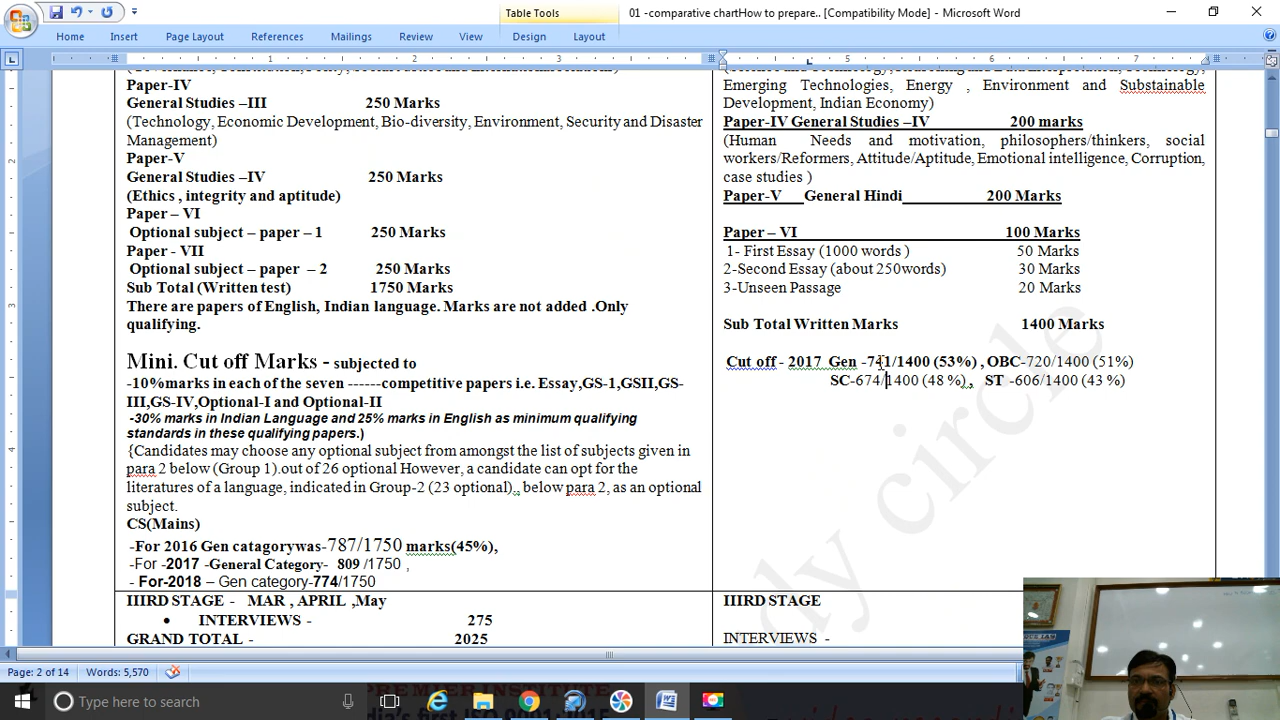 01 -comparative chartHow to prepare.. [Compatibility Mode] - Microsoft Word
Table Tools
Home Insert Page Layout References Mailings Review View Design Layout
1 2 3 5 6 7
Paper-IV
General Studies –III 250 Marks
(Technology, Economic Development, Bio-diversity, Environment, Security and Disaster
Management)
Paper-V
General Studies –IV 250 Marks
(Ethics , integrity and aptitude)
Paper – VI
Optional subject – paper – 1 250 Marks
Paper - VII
Optional subject – paper – 2 250 Marks
Sub Total (Written test) 1750 Marks
There are papers of English, Indian language. Marks are not added .Only
qualifying.
Mini. Cut off Marks - subjected to
-10%marks in each of the seven ------competitive papers i.e. Essay,GS-1,GSII,GS-
III,GS-IV,Optional-I and Optional-II
-30% marks in Indian Language and 25% marks in English as minimum qualifying
standards in these qualifying papers.)
{Candidates may choose any optional subject from amongst the list of subjects given in
para 2 below (Group 1).out of 26 optional However, a candidate can opt for the
literatures of a language, indicated in Group-2 (23 optional)., below para 2, as an optional
subject.
CS(Mains)
-For 2016 Gen catagorywas-787/1750 marks(45%),
-For -2017 -General Category- 809 /1750 ,
- For-2018 – Gen category-774/1750
IIIRD STAGE - MAR , APRIL ,May
• INTERVIEWS - 275
GRAND TOTAL - 2025
Emerging Technologies, Energy , Environment and Substainable
Development, Indian Economy)
Paper-IV General Studies –IV 200 marks
(Human Needs and motivation, philosophers/thinkers, social
workers/Reformers, Attitude/Aptitude, Emotional intelligence, Corruption,
case studies )
Paper-V General Hindi 200 Marks
Paper – VI 100 Marks
1- First Essay (1000 words ) 50 Marks
2-Second Essay (about 250words) 30 Marks
3-Unseen Passage 20 Marks
Sub Total Written Marks 1400 Marks
Cut off - 2017 Gen -741/1400 (53%) , OBC-720/1400 (51%)
SC-674/1400 (48 %) , ST -606/1400 (43 %)
IIIRD STAGE
INTERVIEWS -
dy circle
Page: 2 of 14 Words: 5,570
Type here to search